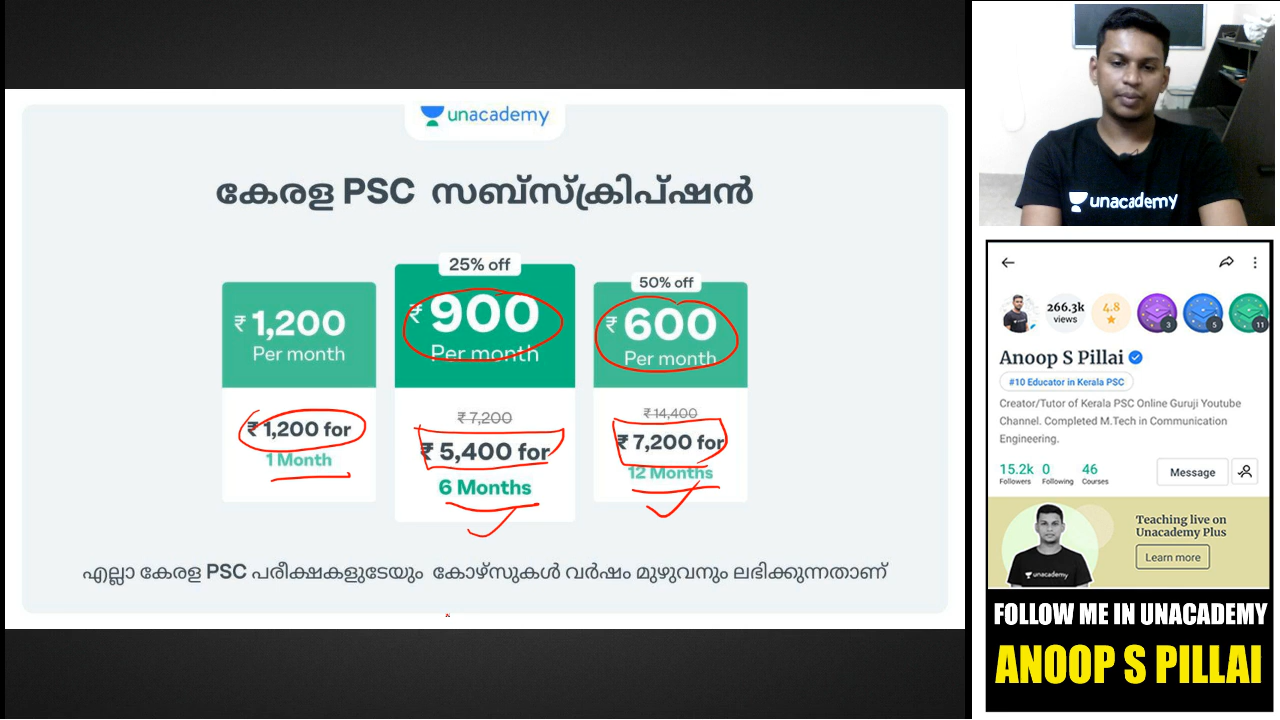 unacademy
കേരള PSC സബ്സ്ക്രിപ്ഷൻ
₹ 1,200
Per month
₹ 1,200 for
1 Month
25% off
₹ 900
Per month
₹ 7,200
₹ 5,400 for
6 Months
50% off
₹ 600
Per month
₹ 14,400
₹ 7,200 for
12 Months
എല്ലാ കേരള PSC പരീക്ഷകളുടേയും കോഴ്സുകൾ വർഷം മുഴുവനും ലഭിക്കുന്നതാണ്
unacademy
266.3k
views
4.8
3
5
11
Anoop S Pillai
#10 Educator in Kerala PSC
Creator/Tutor of Kerala PSC Online Guruji Youtube
Channel. Completed M.Tech in Communication
Engineering.
15.2k 0 46
Followers Following Courses
Message
Teaching live on
Unacademy Plus
Learn more
unacademy
FOLLOW ME IN UNACADEMY
ANOOP S PILLAI